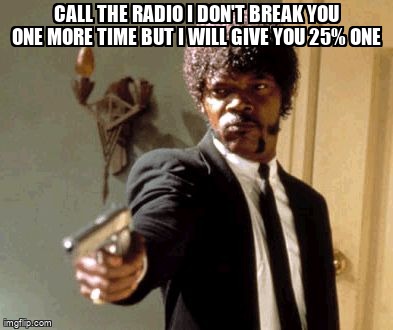 CALL THE RADIO I DON'T BREAK YOU
ONE MORE TIME BUT I WILL GIVE YOU 25% ONE
imgflip.com